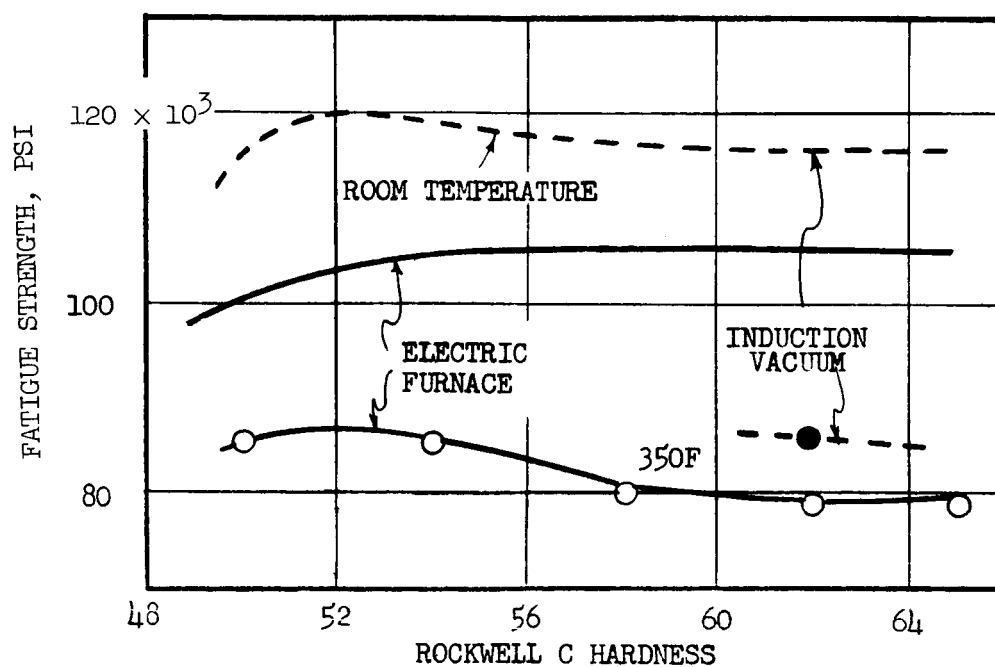 120 × 10³
ROOM TEMPERATURE
100
ELECTRIC
FURNACE
INDUCTION
VACUUM
350F
80
48 52 56 60 64
ROCKWELL C HARDNESS
FATIGUE STRENGTH, PSI